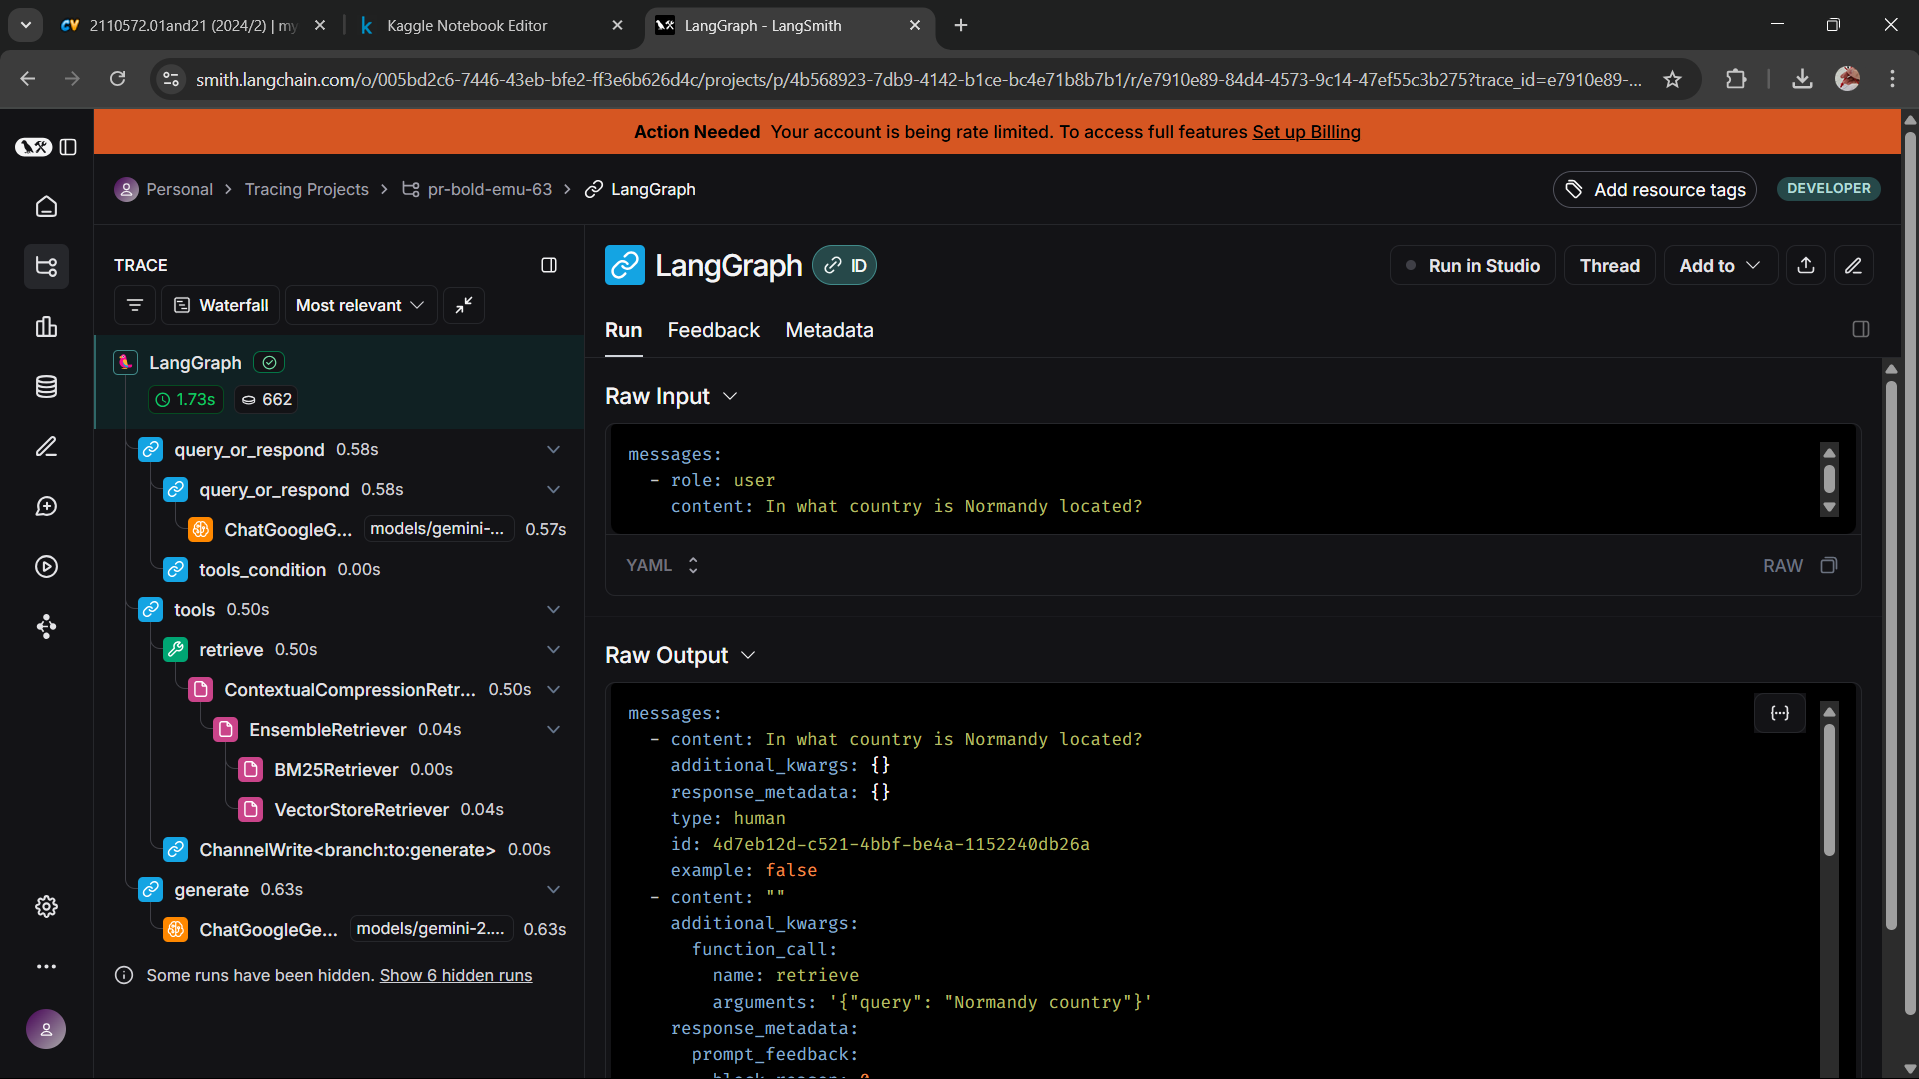 2110572.01and21 (2024/2) | my
Kaggle Notebook Editor
LangGraph - LangSmith
smith.langchain.com/o/005bd2c6-7446-43eb-bfe2-ff3e6b626d4c/projects/p/4b568923-7db9-4142-b1ce-bc4e71b8b7b1/r/e7910e89-84d4-4573-9c14-47ef55c3b275?trace_id=e7910e89-...
Action Needed Your account is being rate limited. To access full features Set up Billing
Personal > Tracing Projects > pr-bold-emu-63 > LangGraph
Add resource tags
DEVELOPER
TRACE
Waterfall
Most relevant
LangGraph
1.73s
662
query_or_respond 0.58s
query_or_respond 0.58s
ChatGoogleG... models/gemini-... 0.57s
tools_condition 0.00s
tools 0.50s
retrieve 0.50s
ContextualCompressionRetr... 0.50s
EnsembleRetriever 0.04s
BM25Retriever 0.00s
VectorStoreRetriever 0.04s
ChannelWrite<branch:to:generate> 0.00s
generate 0.63s
ChatGoogleGe... models/gemini-2.... 0.63s
Some runs have been hidden. Show 6 hidden runs
LangGraph
ID
Run in Studio
Thread
Add to
Run
Feedback
Metadata
Raw Input
messages:
- role: user
content: In what country is Normandy located?
YAML
RAW
Raw Output
{···}
messages:
- content: In what country is Normandy located?
additional_kwargs: {}
response_metadata: {}
type: human
id: 4d7eb12d-c521-4bbf-be4a-1152240db26a
example: false
- content: ""
additional_kwargs:
function_call:
name: retrieve
arguments: '{"query": "Normandy country"}'
response_metadata:
prompt_feedback: